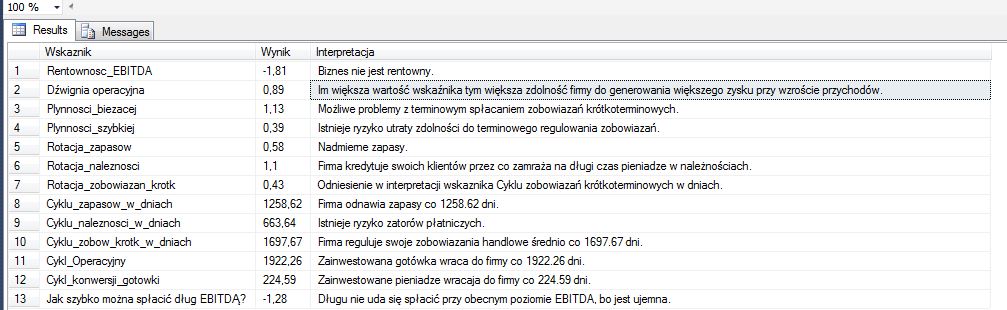 100 %
Results Messages
Wskaznik Wynik Interpretacja
1 Rentownosc_EBITDA -1,81 Biznes nie jest rentowny.
2 Dźwignia operacyjna 0,89 Im większa wartość wskaźnika tym większa zdolność firmy do generowania większego zysku przy wzroście przychodów.
3 Plynnosci_biezacej 1,13 Możliwe problemy z terminowym spłacaniem zobowiazań krótkoterminowych.
4 Plynnosci_szybkiej 0,39 Istnieje ryzyko utraty zdolności do terminowego regulowania zobowiazań.
5 Rotacja_zapasow 0,58 Nadmierne zapasy.
6 Rotacja_naleznosci 1,1 Firma kredytuje swoich klientów przez co zamraża na długi czas pieniadze w należnościach.
7 Rotacja_zobowiazan_krotk 0,43 Odniesienie w interpretacji wskaznika Cyklu zobowiazań krótkoterminowych w dniach.
8 Cyklu_zapasow_w_dniach 1258,62 Firma odnawia zapasy co 1258.62 dni.
9 Cyklu_naleznosci_w_dniach 663,64 Istnieje ryzyko zatorów płatniczych.
10 Cyklu_zobow_krotk_w_dniach 1697,67 Firma reguluje swoje zobowiazania handlowe średnio co 1697.67 dni.
11 Cykl_Operacyjny 1922,26 Zainwestowana gotówka wraca do firmy co 1922.26 dni.
12 Cykl_konwersji_gotowki 224,59 Zainwestowane pieniadze wracaja do firmy co 224.59 dni.
13 Jak szybko można spłacić dług EBITDĄ? -1,28 Długu nie uda się spłacić przy obecnym poziomie EBITDA, bo jest ujemna.